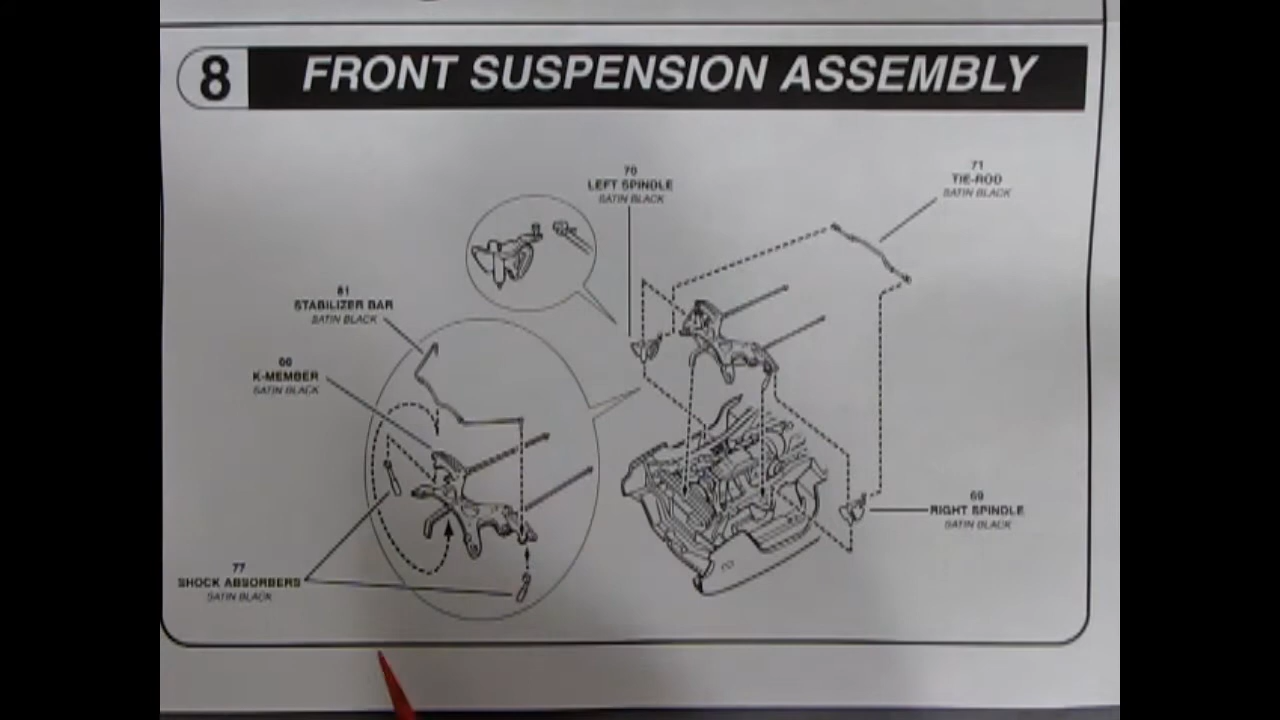 8 FRONT SUSPENSION ASSEMBLY
70
LEFT SPINDLE
SATIN BLACK
71
TIE-ROD
SATIN BLACK
81
STABILIZER BAR
SATIN BLACK
K-MEMBER
SATIN BLACK
69
RIGHT SPINDLE
SATIN BLACK
77
SHOCK ABSORBERS
SATIN BLACK